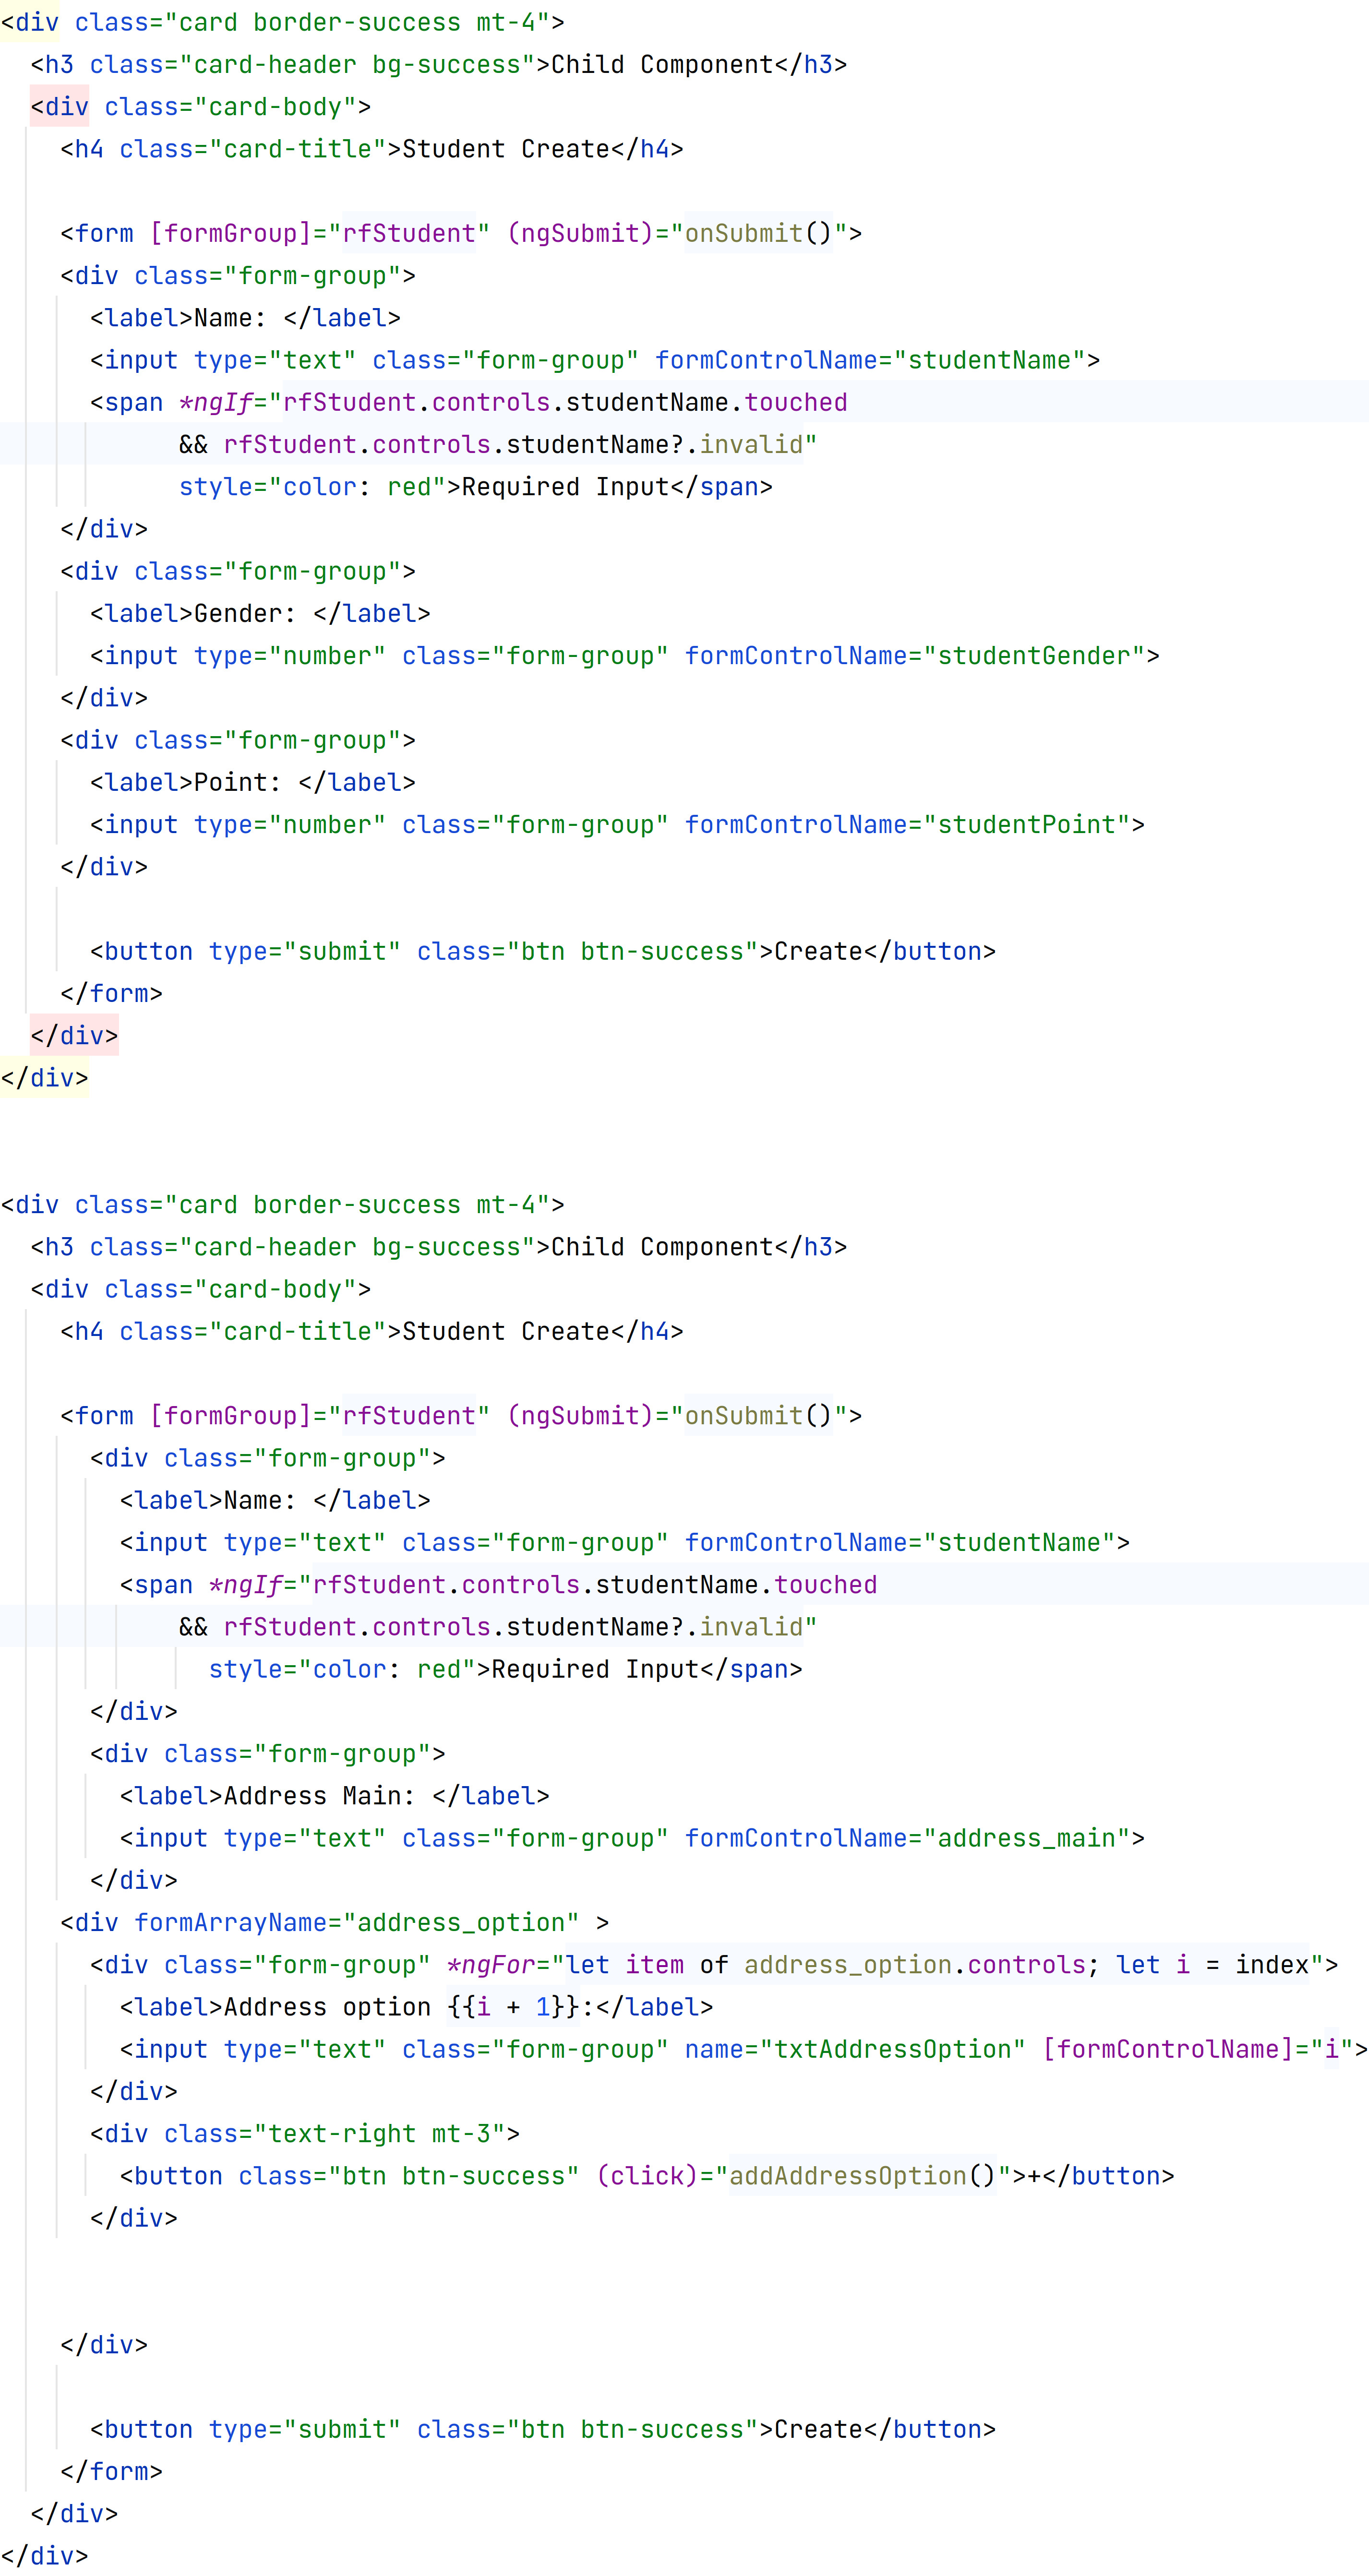 <div class="card border-success mt-4">
  <h3 class="card-header bg-success">Child Component</h3>
  <div class="card-body">
    <h4 class="card-title">Student Create</h4>

    <form [formGroup]="rfStudent" (ngSubmit)="onSubmit()">
    <div class="form-group">
      <label>Name: </label>
      <input type="text" class="form-group" formControlName="studentName">
      <span *ngIf="rfStudent.controls.studentName.touched
            && rfStudent.controls.studentName?.invalid"
            style="color: red">Required Input</span>
    </div>
    <div class="form-group">
      <label>Gender: </label>
      <input type="number" class="form-group" formControlName="studentGender">
    </div>
    <div class="form-group">
      <label>Point: </label>
      <input type="number" class="form-group" formControlName="studentPoint">
    </div>

      <button type="submit" class="btn btn-success">Create</button>
    </form>
  </div>
</div>


<div class="card border-success mt-4">
  <h3 class="card-header bg-success">Child Component</h3>
  <div class="card-body">
    <h4 class="card-title">Student Create</h4>

    <form [formGroup]="rfStudent" (ngSubmit)="onSubmit()">
      <div class="form-group">
        <label>Name: </label>
        <input type="text" class="form-group" formControlName="studentName">
        <span *ngIf="rfStudent.controls.studentName.touched
            && rfStudent.controls.studentName?.invalid"
              style="color: red">Required Input</span>
      </div>
      <div class="form-group">
        <label>Address Main: </label>
        <input type="text" class="form-group" formControlName="address_main">
      </div>
    <div formArrayName="address_option" >
      <div class="form-group" *ngFor="let item of address_option.controls; let i = index">
        <label>Address option {{i + 1}}:</label>
        <input type="text" class="form-group" name="txtAddressOption" [formControlName]="i">
      </div>
      <div class="text-right mt-3">
        <button class="btn btn-success" (click)="addAddressOption()">+</button>
      </div>


    </div>

      <button type="submit" class="btn btn-success">Create</button>
    </form>
  </div>
</div>